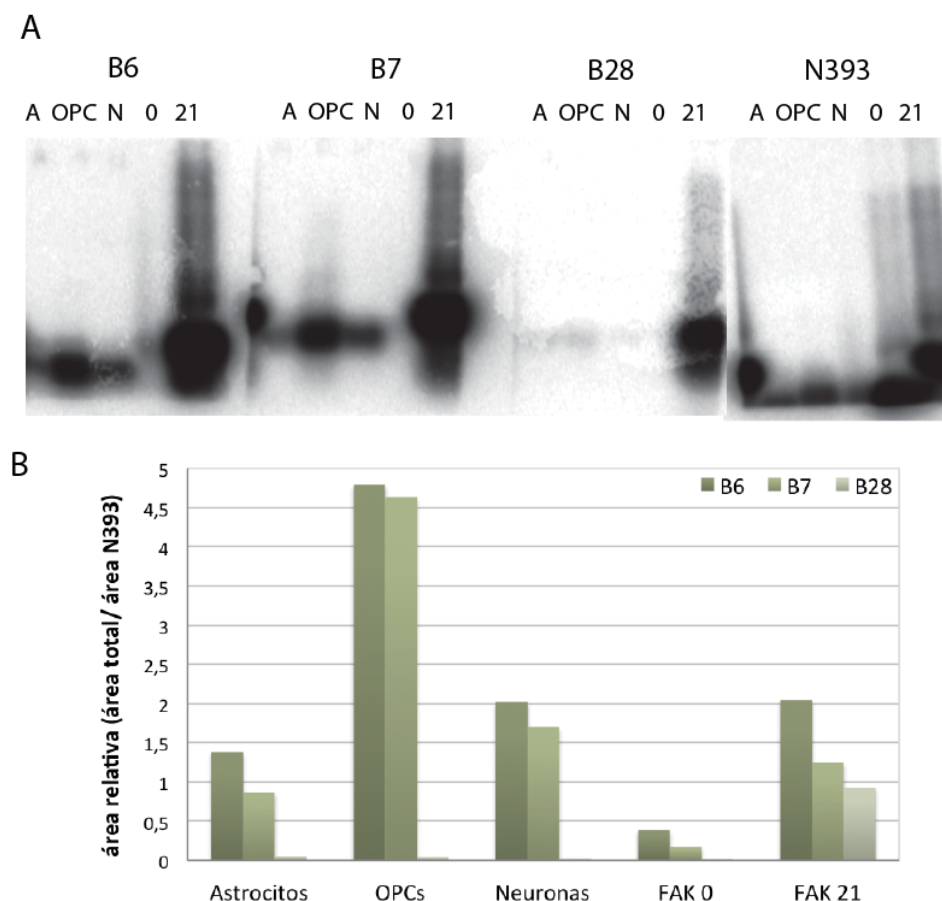 A
B6 B7 B28 N393
A OPC N 0 21 A OPC N 0 21 A OPC N 0 21 A OPC N 0 21
B
área relativa (área total/ área N393)
5
4,5
4
3,5
3
2,5
2
1,5
1
0,5
0
B6 B7 B28
Astrocitos OPCs Neuronas FAK 0 FAK 21